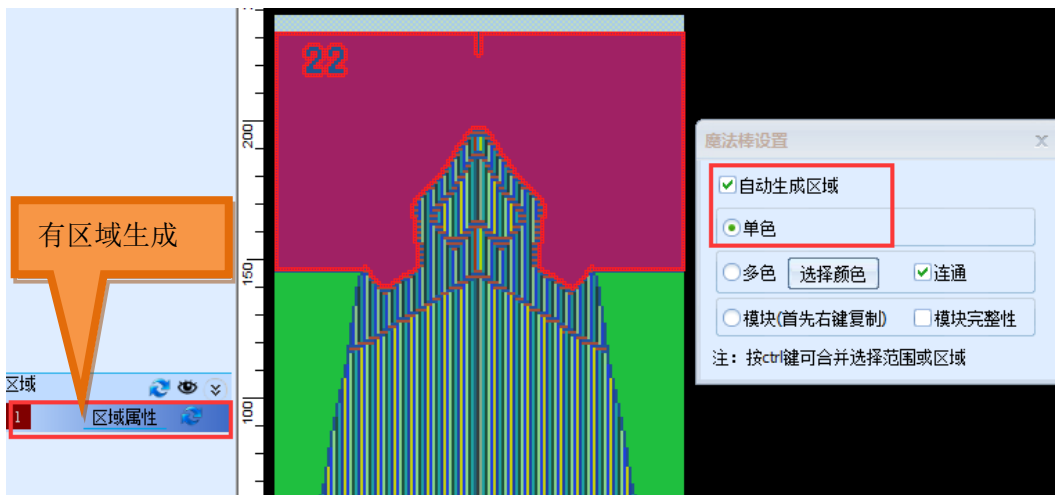 22
200
150
100
有区域生成
区域
1
区域属性
魔法棒设置
x
自动生成区域
单色
多色 选择颜色 连通
模块(首先右键复制) 模块完整性
注：按ctrl键可合并选择范围或区域